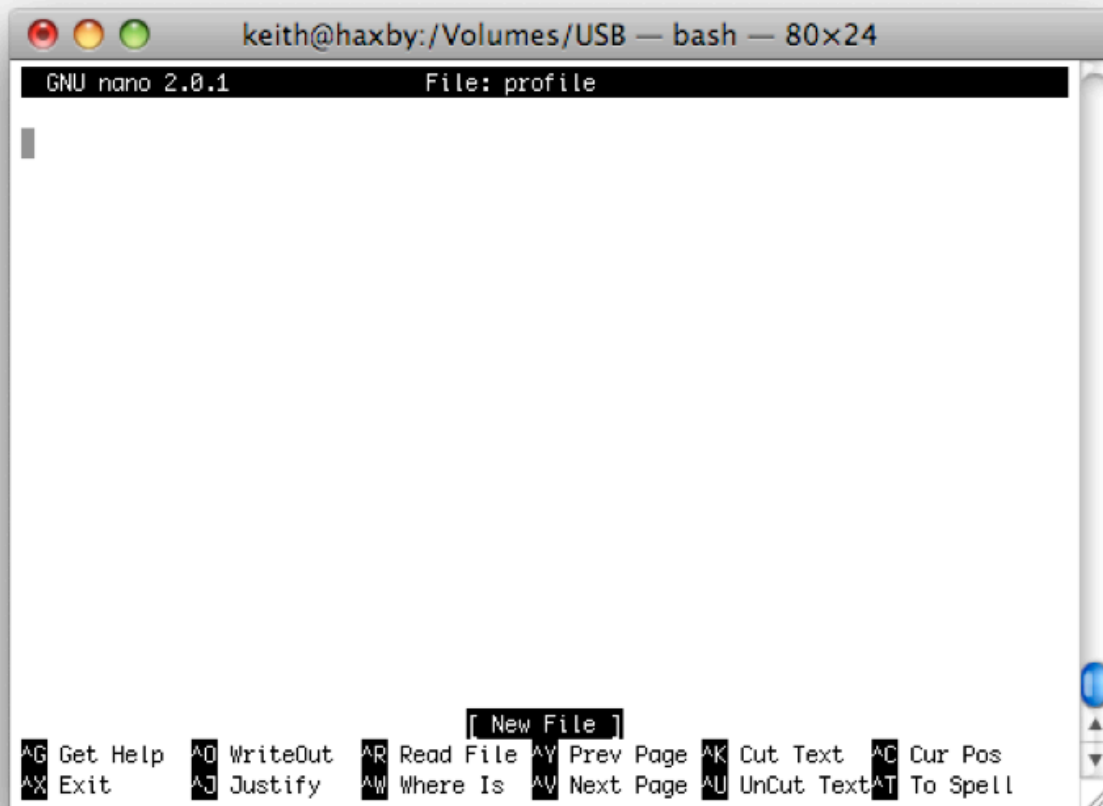 keith@haxby:/Volumes/USB — bash — 80×24
GNU nano 2.0.1 File: profile
[ New File ]
^G Get Help ^O WriteOut ^R Read File ^Y Prev Page ^K Cut Text ^C Cur Pos
^X Exit ^J Justify ^W Where Is ^V Next Page ^U UnCut Text ^T To Spell